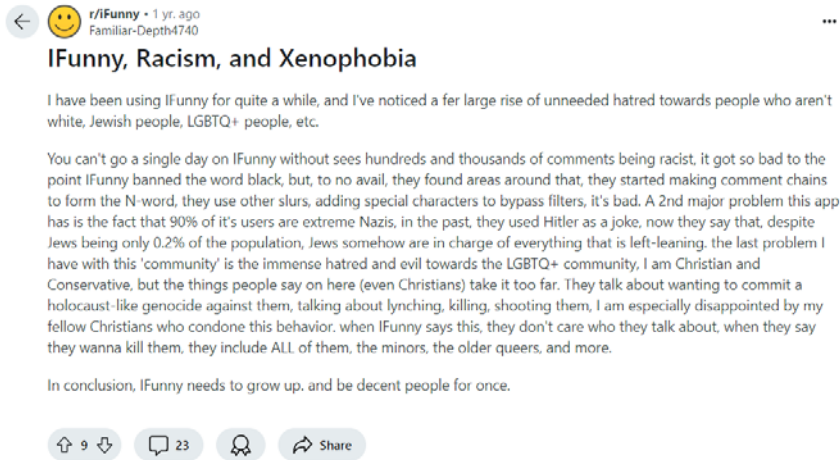 r/iFunny • 1 yr. ago
Familiar-Depth4740
IFunny, Racism, and Xenophobia
I have been using IFunny for quite a while, and I've noticed a fer large rise of unneeded hatred towards people who aren't
white, Jewish people, LGBTQ+ people, etc.
You can't go a single day on IFunny without sees hundreds and thousands of comments being racist, it got so bad to the
point IFunny banned the word black, but, to no avail, they found areas around that, they started making comment chains
to form the N-word, they use other slurs, adding special characters to bypass filters, it's bad. A 2nd major problem this app
has is the fact that 90% of it's users are extreme Nazis, in the past, they used Hitler as a joke, now they say that, despite
Jews being only 0.2% of the population, Jews somehow are in charge of everything that is left-leaning. the last problem I
have with this 'community' is the immense hatred and evil towards the LGBTQ+ community, I am Christian and
Conservative, but the things people say on here (even Christians) take it too far. They talk about wanting to commit a
holocaust-like genocide against them, talking about lynching, killing, shooting them, I am especially disappointed by my
fellow Christians who condone this behavior. when IFunny says this, they don't care who they talk about, when they say
they wanna kill them, they include ALL of them, the minors, the older queers, and more.
In conclusion, IFunny needs to grow up. and be decent people for once.
9 23 Share